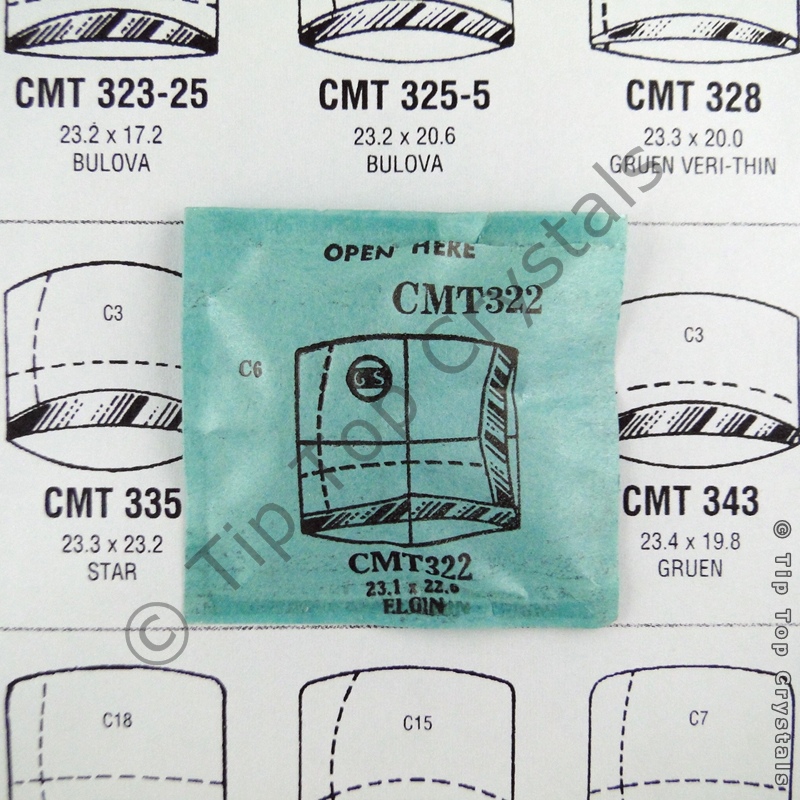 CMT 323-25
23.2 x 17.2
BULOVA
CMT 325-5
23.2 x 20.6
BULOVA
CMT 328
23.3 x 20.0
GRUEN VERI-THIN
OPEN HERE
CMT322
C6
GS
CMT322
23.1 x 22.6
ELGIN
C3
CMT 335
23.3 x 23.2
STAR
C3
CMT 343
23.4 x 19.8
GRUEN
C18
C15
C7
© Tip Top Crystals
© Tip Top Crystals